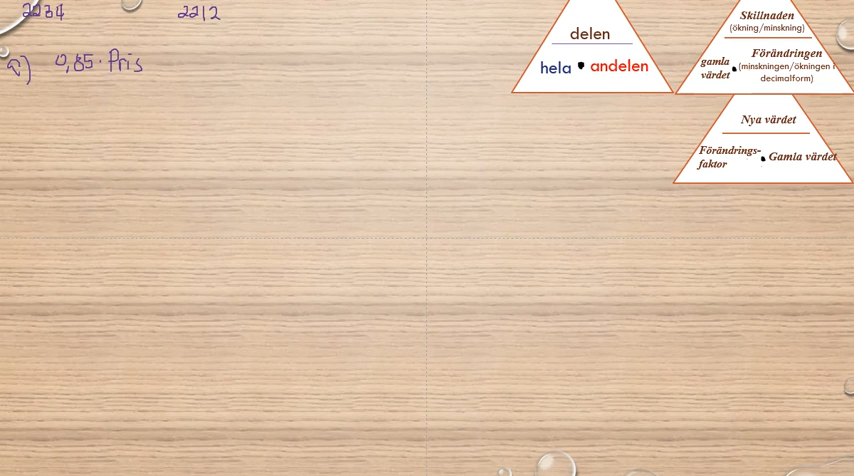 2234
2212
a) 0,85 · Pris
delen
hela · andelen
Skillnaden
(ökning/minskning)
gamla värdet · Förändringen
(minskningen/ökningen i decimalform)
Nya värdet
Förändrings-
faktor · Gamla värdet